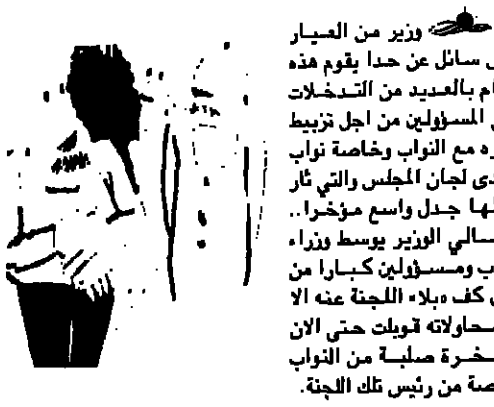 وزير من العيار
سائل عن حدا يقوم هذه
بالعديد من التدخلات
المسؤولين من اجل تزبيط
مع النواب وخاصة نواب
لجان المجلس والتي ثار
جدل واسع مؤخرا..
الوزير يوسط وزراء
ومسؤولين كبارا من
كف «بلا» اللجنة عنه الا
قوبلت حتى الان
صلبة من النواب
من رئيس تلك اللجنة.